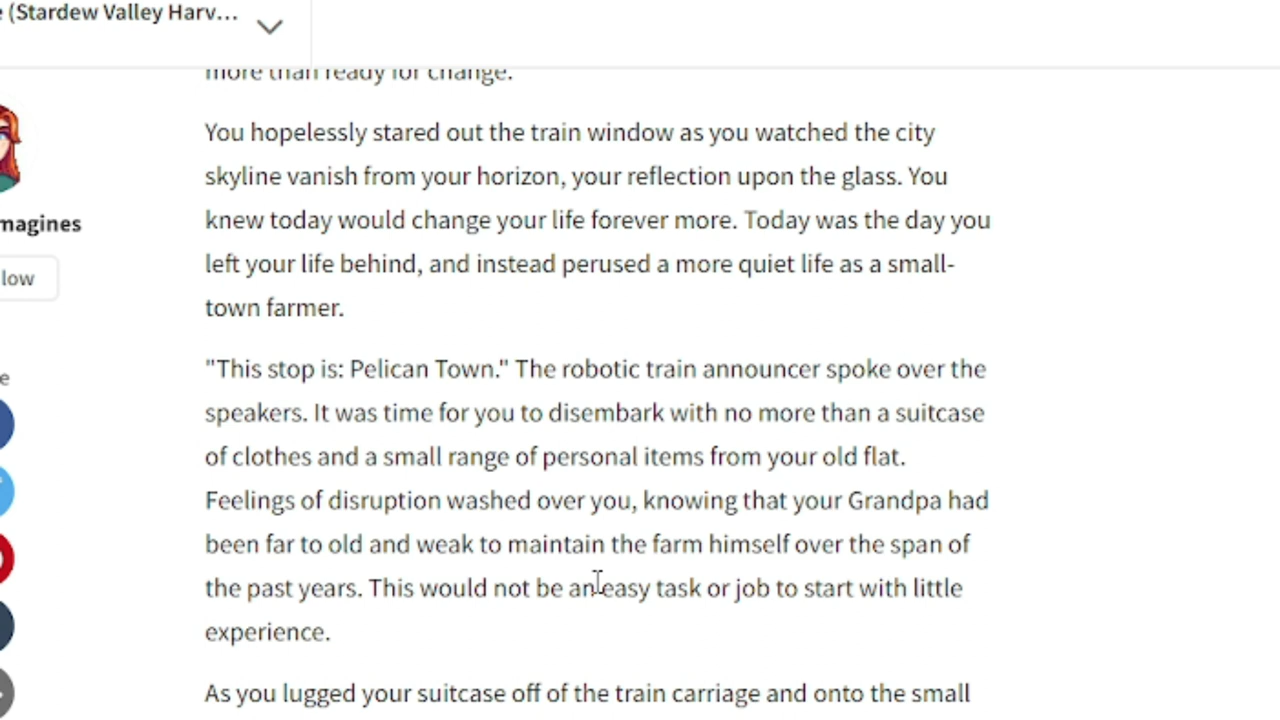 (Stardew Valley Harv...
more than ready for change.
magines
low
e
You hopelessly stared out the train window as you watched the city
skyline vanish from your horizon, your reflection upon the glass. You
knew today would change your life forever more. Today was the day you
left your life behind, and instead perused a more quiet life as a small-
town farmer.
"This stop is: Pelican Town." The robotic train announcer spoke over the
speakers. It was time for you to disembark with no more than a suitcase
of clothes and a small range of personal items from your old flat.
Feelings of disruption washed over you, knowing that your Grandpa had
been far to old and weak to maintain the farm himself over the span of
the past years. This would not be an easy task or job to start with little
experience.
As you lugged your suitcase off of the train carriage and onto the small